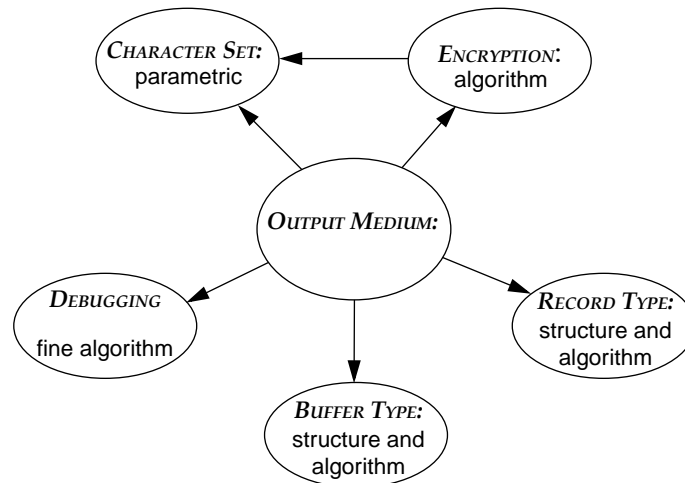 CHARACTER SET:
parametric
ENCRYPTION:
algorithm
OUTPUT MEDIUM:
DEBUGGING
fine algorithm
RECORD TYPE:
structure and
algorithm
BUFFER TYPE:
structure and
algorithm